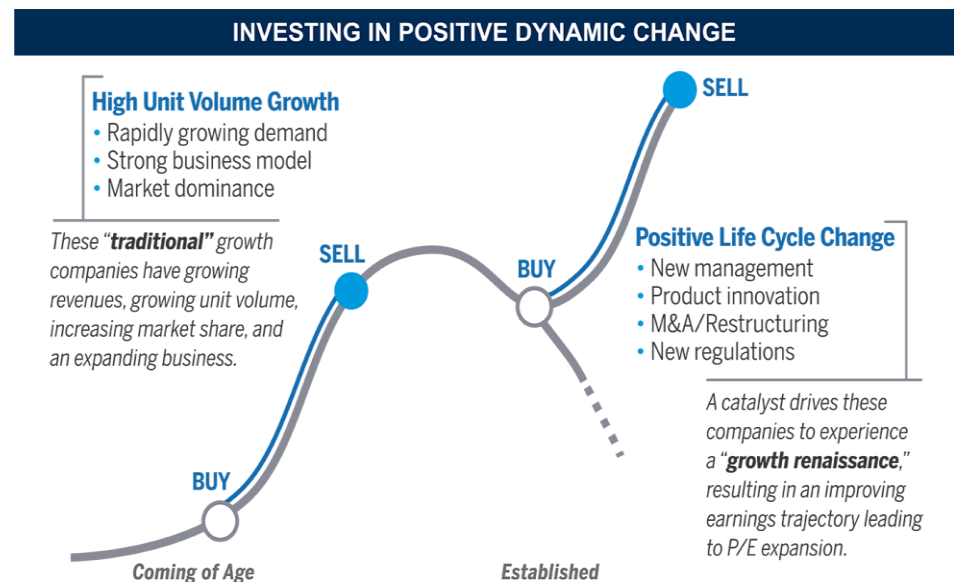 INVESTING IN POSITIVE DYNAMIC CHANGE
High Unit Volume Growth
• Rapidly growing demand
• Strong business model
• Market dominance
These “traditional” growth
companies have growing
revenues, growing unit volume,
increasing market share, and
an expanding business.
BUY
SELL
BUY
SELL
Positive Life Cycle Change
• New management
• Product innovation
• M&A/Restructuring
• New regulations
A catalyst drives these
companies to experience
a “growth renaissance,”
resulting in an improving
earnings trajectory leading
to P/E expansion.
Coming of Age
Established